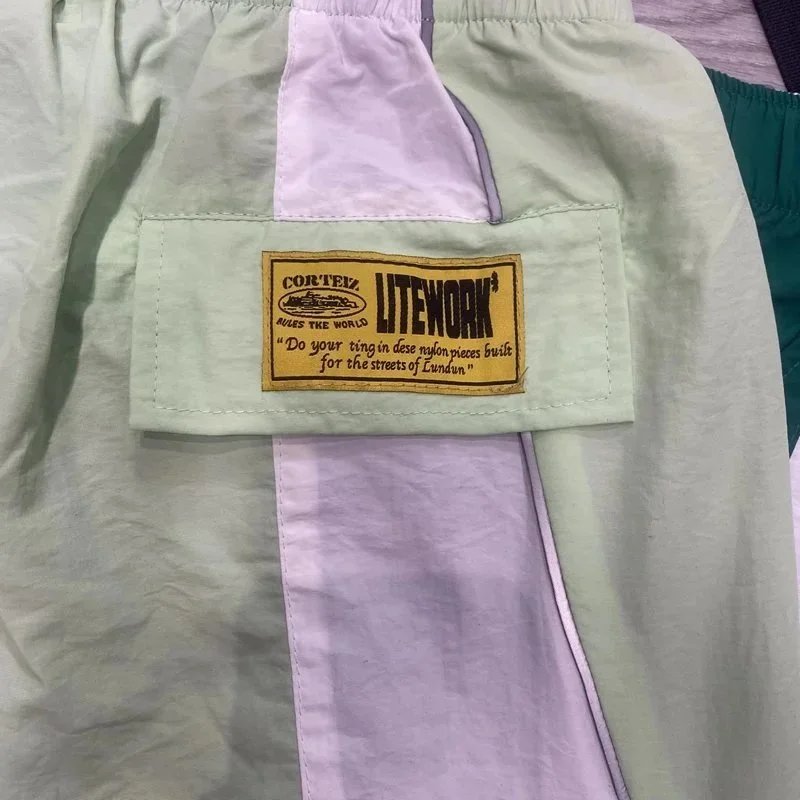 CORTEIZ
RULES THE WORLD
LITEWORK
"Do your ting in dese nylon pieces built
for the streets of Lundun"